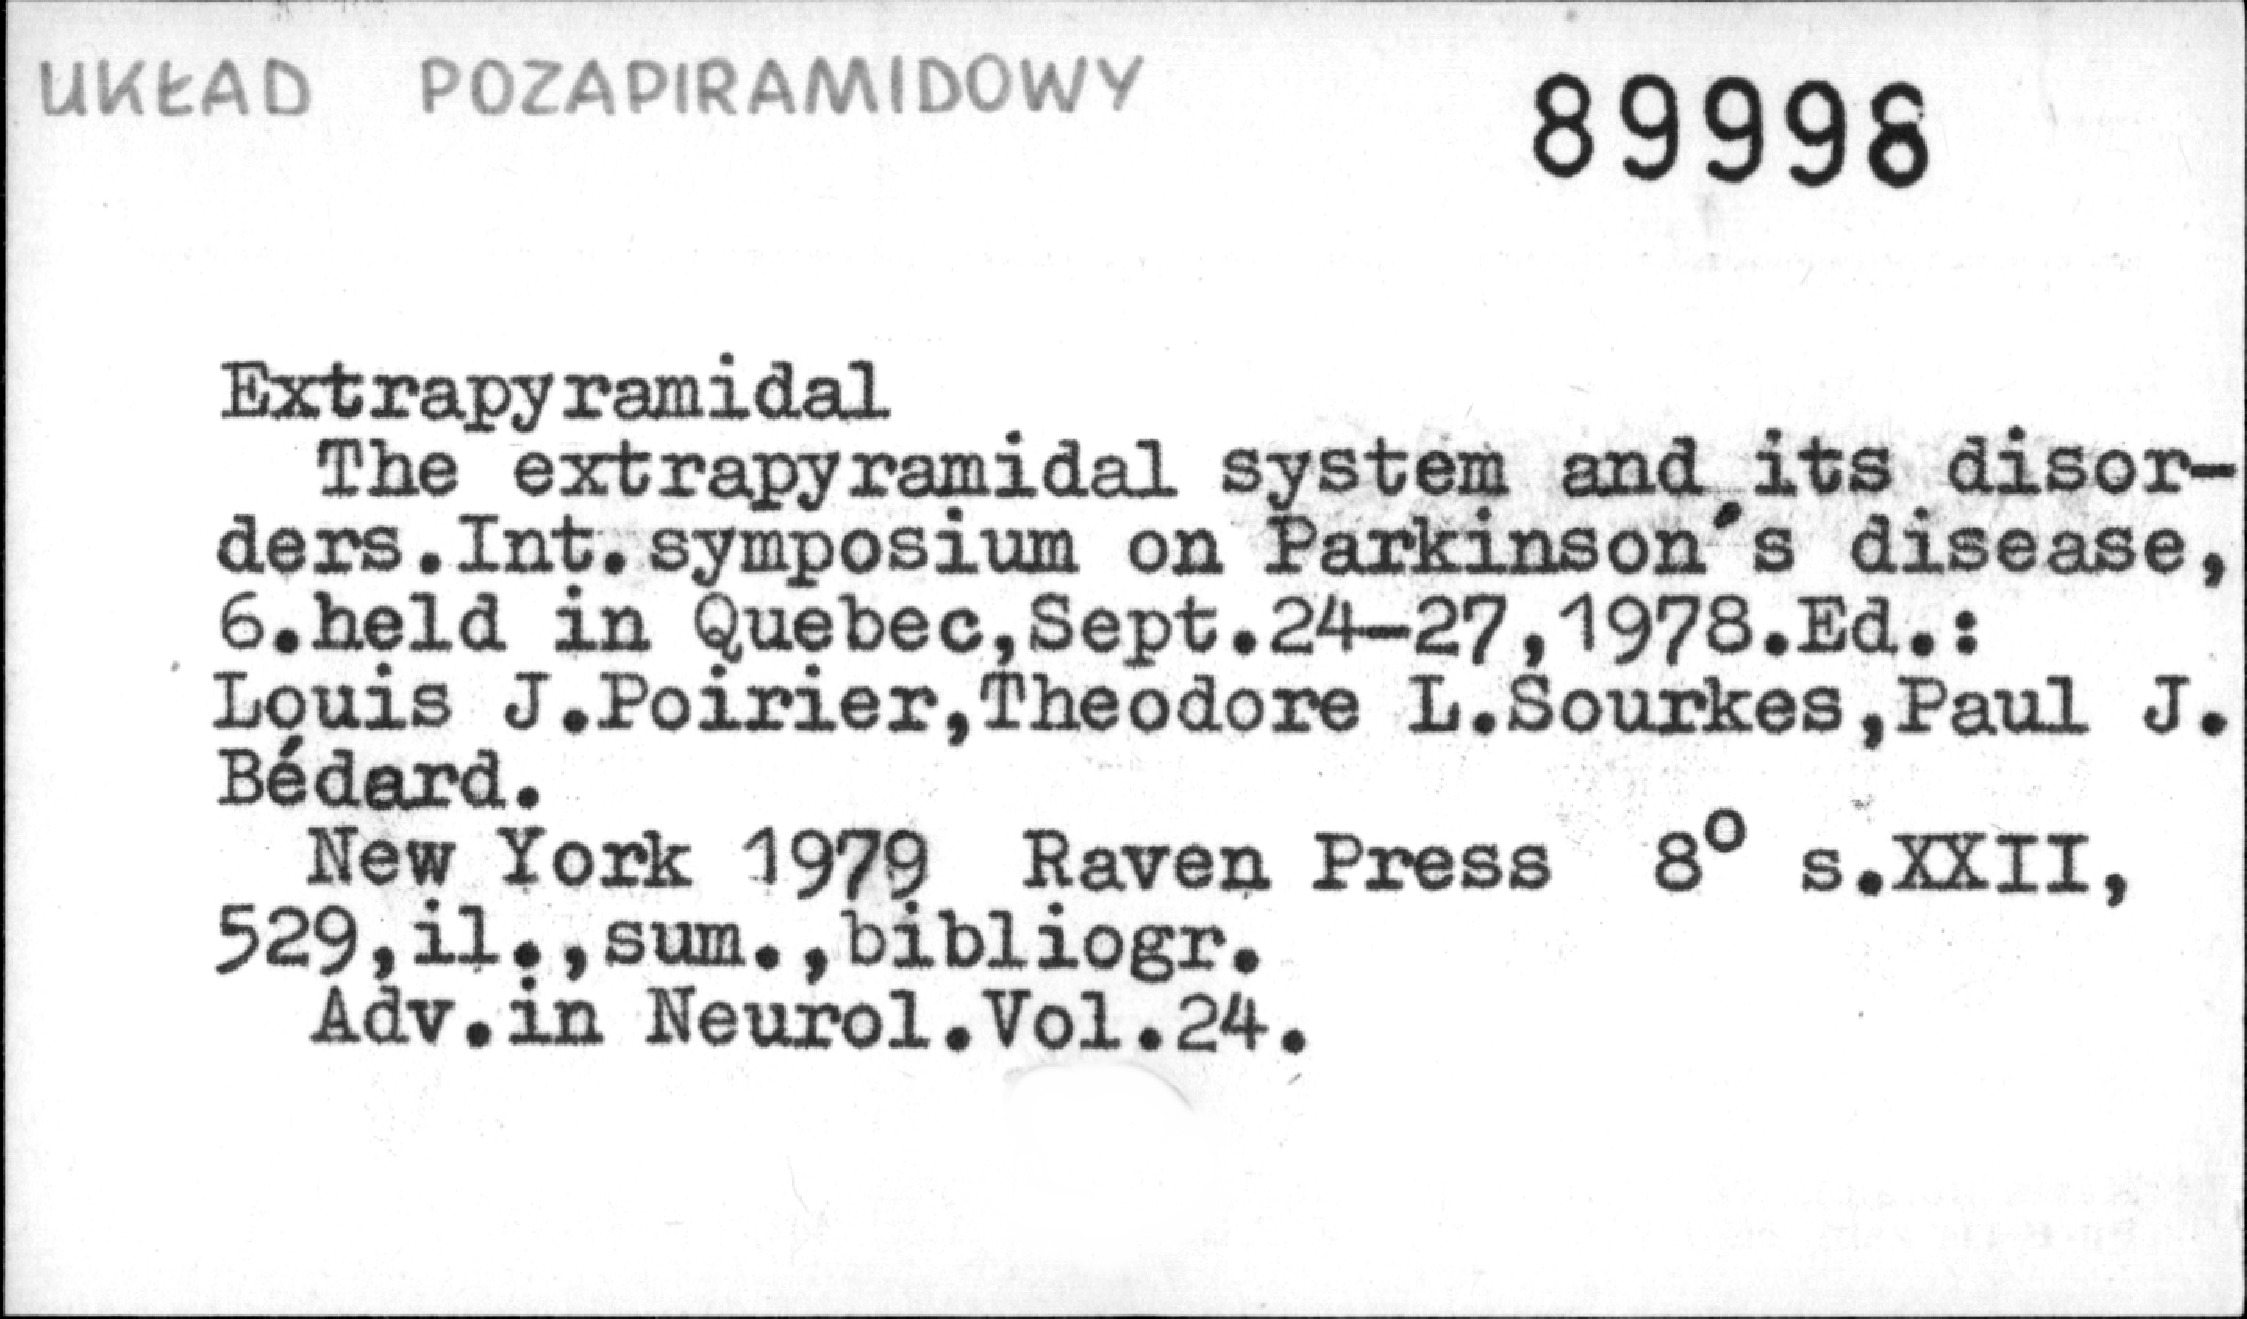 UKŁAD POZAPIRAMIDOWY
89998
Extrapyramidal
The extrapyramidal system and its disor-
ders.Int.symposium on Parkinson's disease,
6.held in Quebec,Sept.24-27,1978.Ed.:
Louis J.Poirier,Theodore L.Sourkes,Paul J.
Bédard.
New York 1979 Raven Press 8° s.XXII,
529,il.,sum.,bibliogr.
Adv.in Neurol.Vol.24.